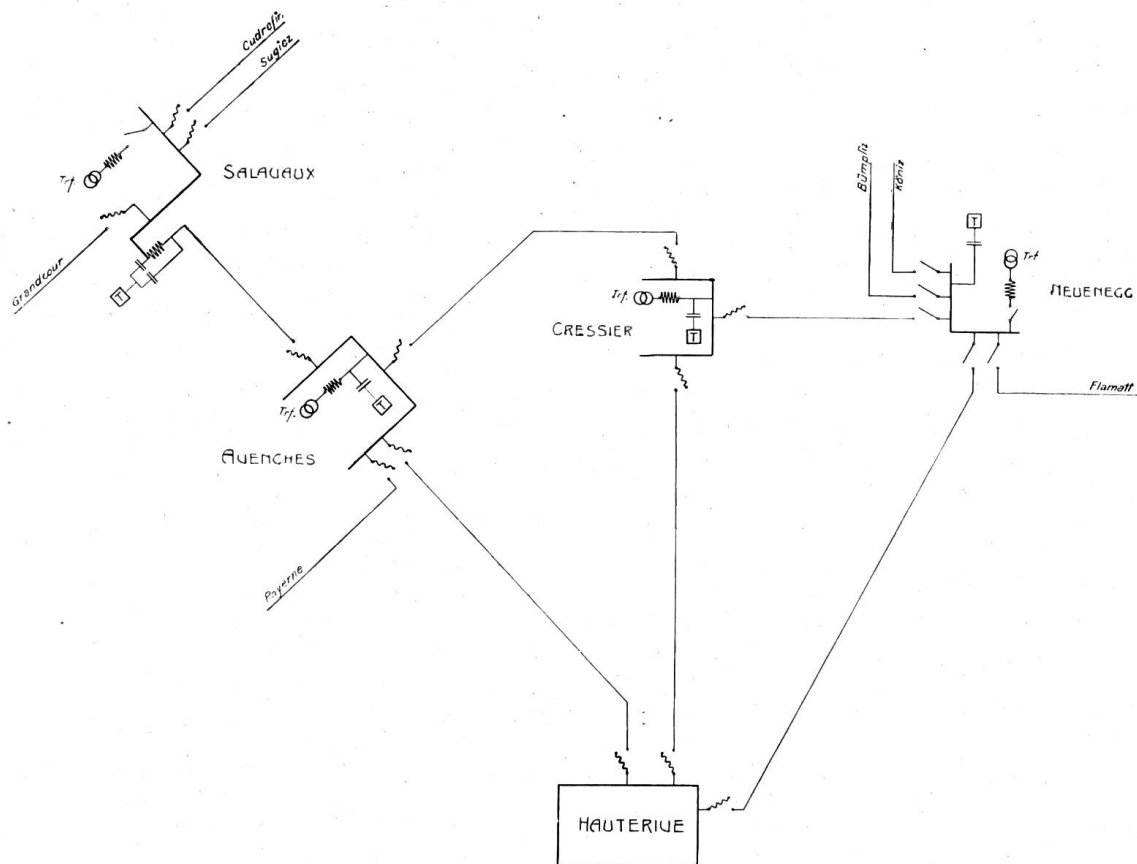 Cudrefin.
Sugiez
Trf.
SALAVAUX
Grandcour
T
Bümpliz
Köniz
T
Trf
NEUENEGG
Trf.
T
CRESSIER
Trf.
T
Flamatt
AVENCHES
Payerne
HAUTERIVE